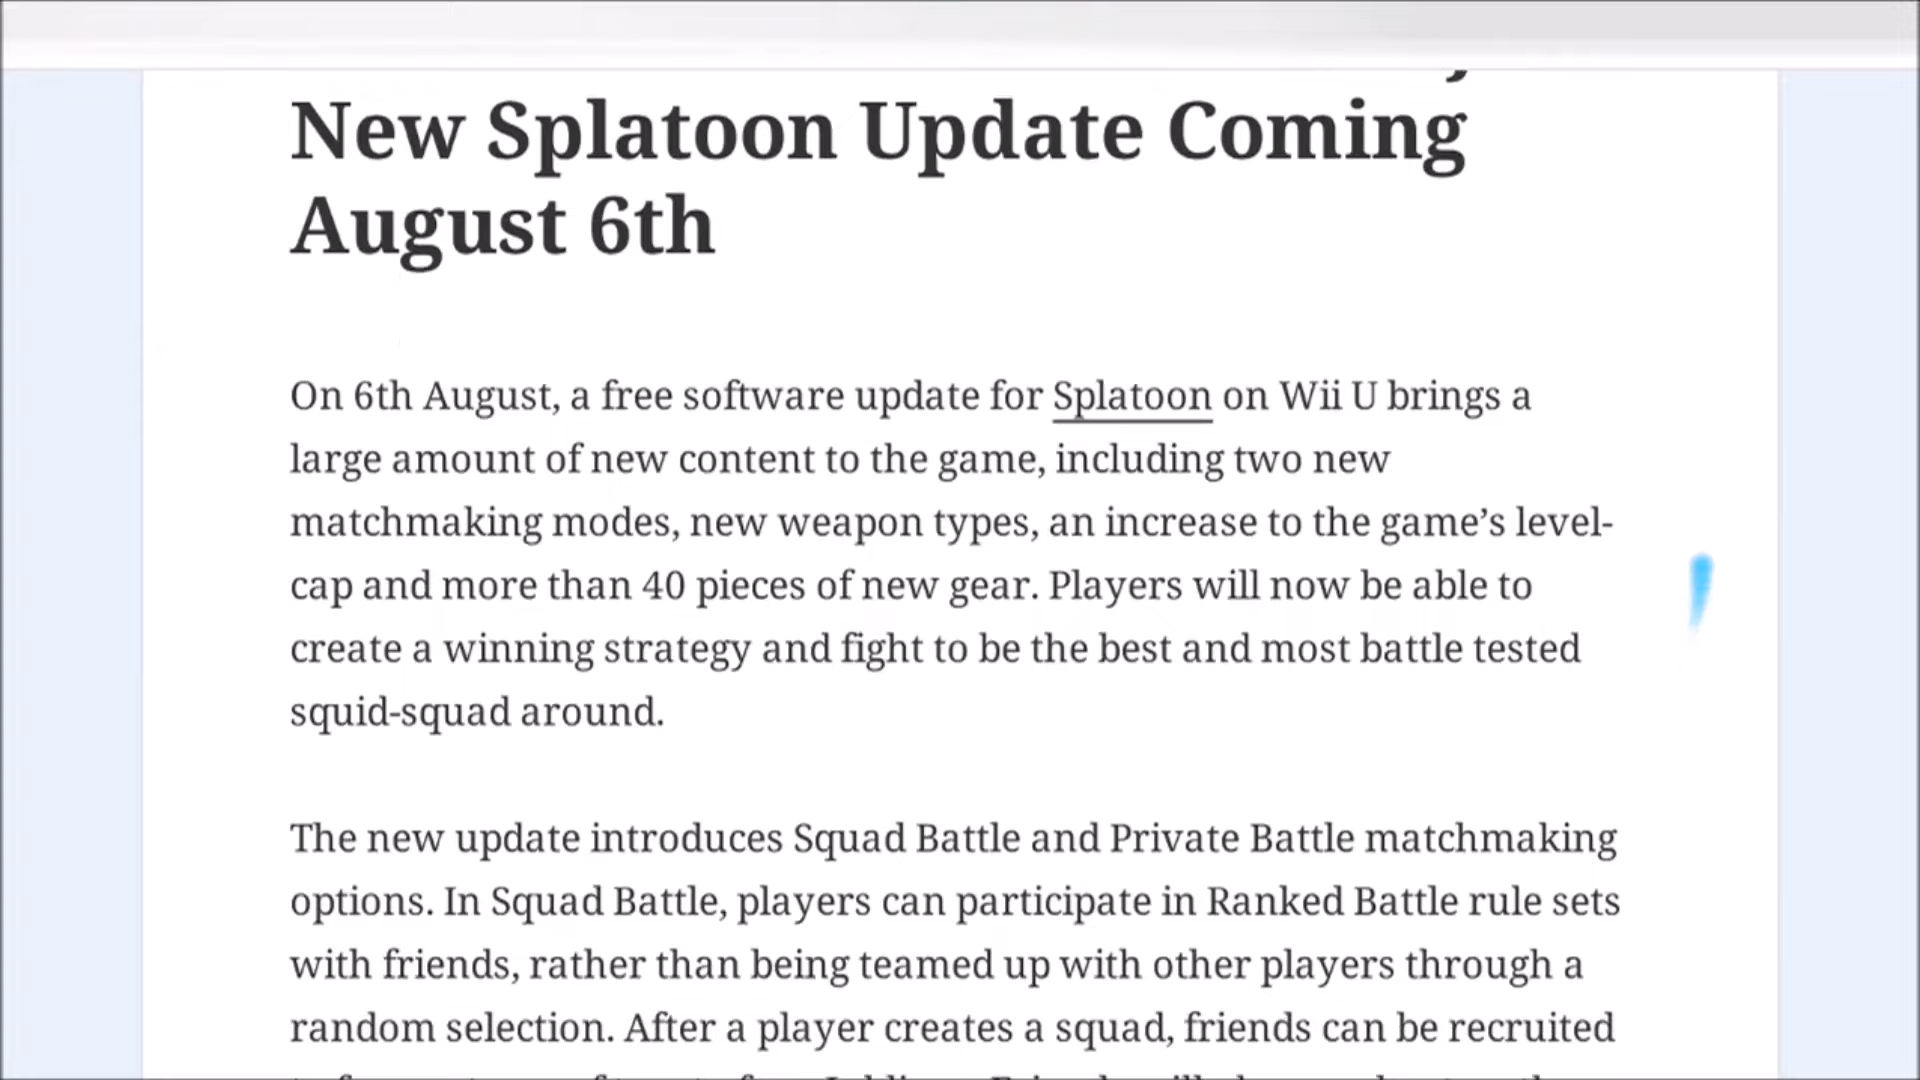 New Splatoon Update Coming
August 6th
On 6th August, a free software update for Splatoon on Wii U brings a
large amount of new content to the game, including two new
matchmaking modes, new weapon types, an increase to the game’s level-
cap and more than 40 pieces of new gear. Players will now be able to
create a winning strategy and fight to be the best and most battle tested
squid-squad around.
The new update introduces Squad Battle and Private Battle matchmaking
options. In Squad Battle, players can participate in Ranked Battle rule sets
with friends, rather than being teamed up with other players through a
random selection. After a player creates a squad, friends can be recruited